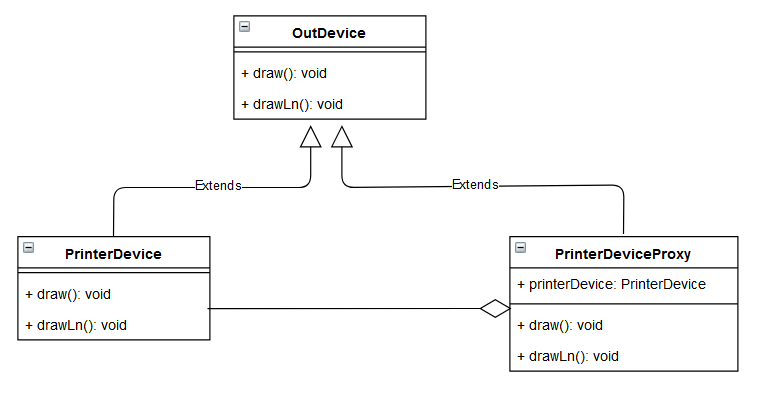 OutDevice
+ draw(): void
+ drawLn(): void
Extends
Extends
PrinterDevice
+ draw(): void
+ drawLn(): void
PrinterDeviceProxy
+ printerDevice: PrinterDevice
+ draw(): void
+ drawLn(): void